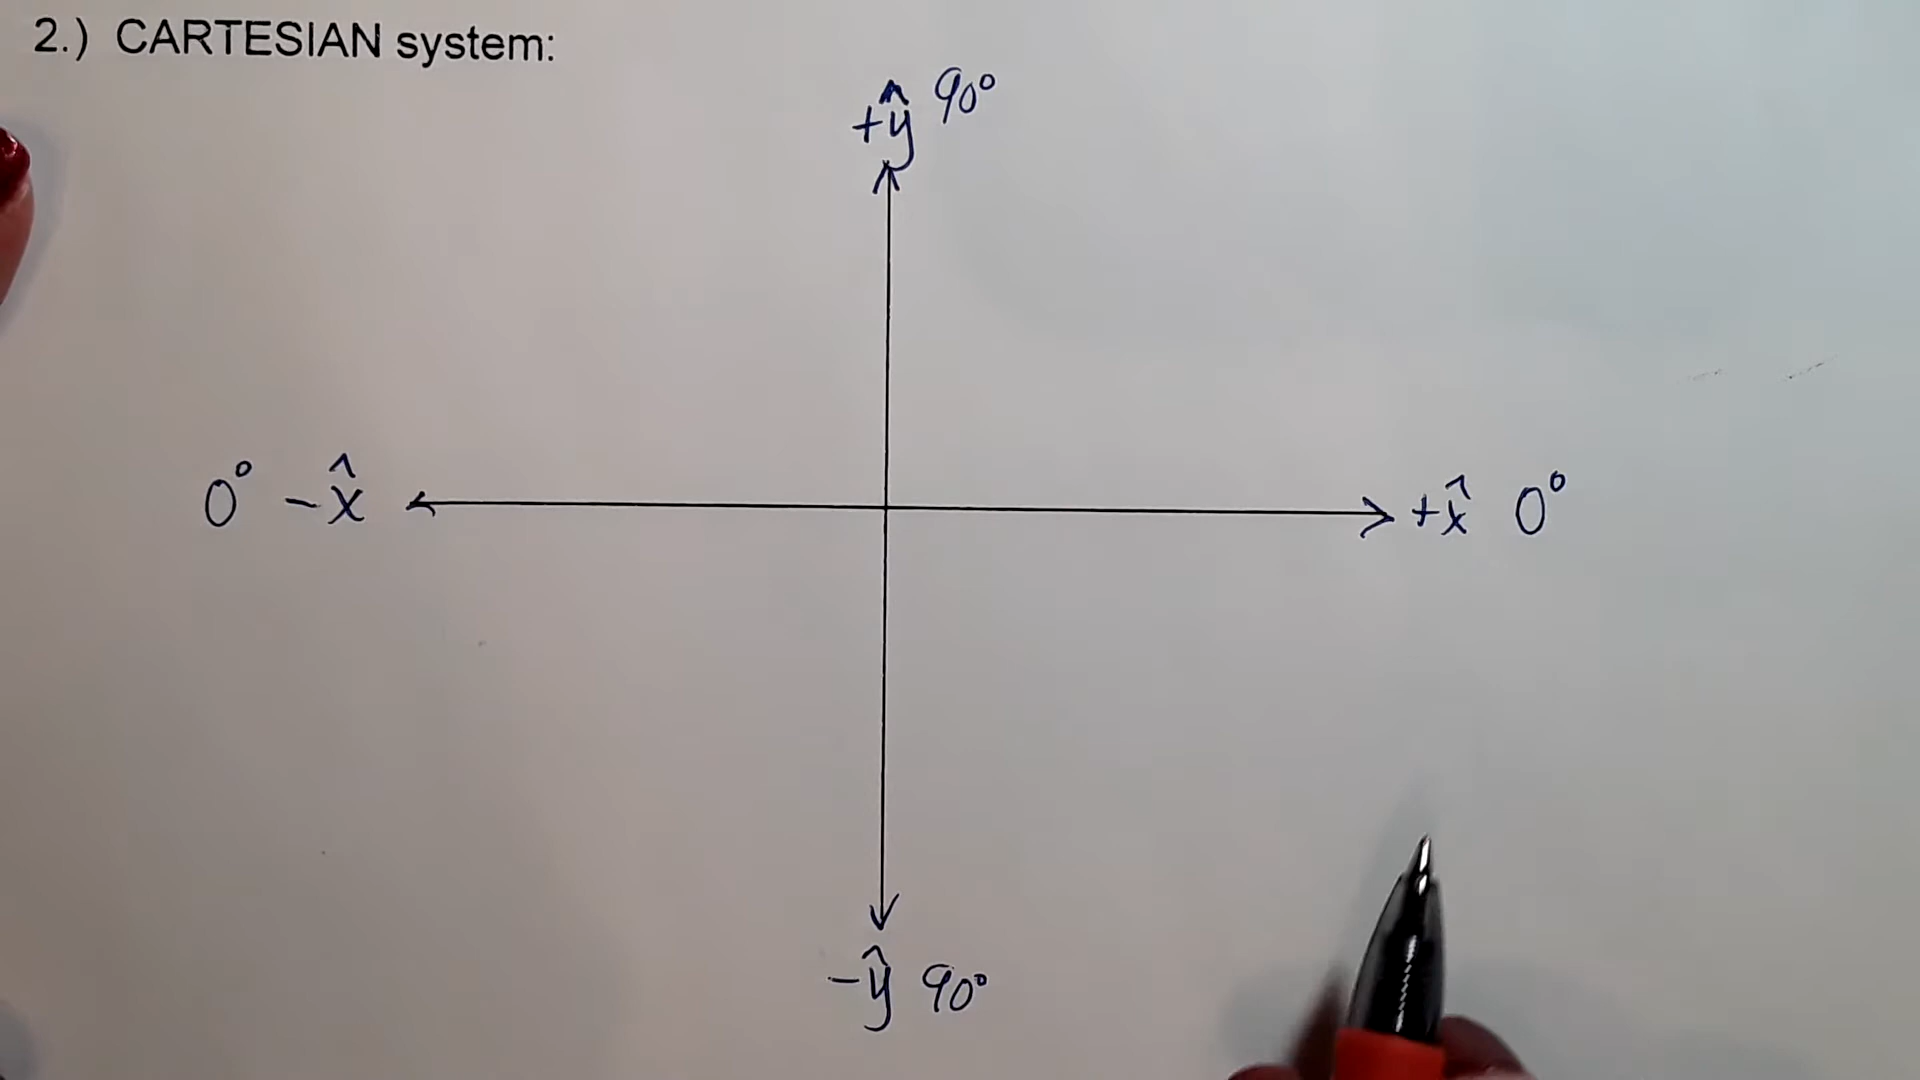 2.) CARTESIAN system:
+ŷ 90°
0° -x̂
+x̂ 0°
-ŷ 90°